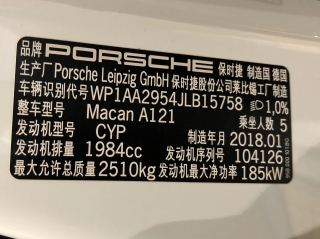 品牌 PORSCHE 保时捷 制造国 德国
生产厂 Porsche Leipzig GmbH 保时捷股份公司莱比锡工厂制造
车辆识别代号 WP1AA2954JLB15758 1,0%
整车型号 Macan A121 乘坐人数 5
发动机型号 CYP 制造年月 2018.01
发动机排量 1984cc 发动机序列号 104126
最大允许总质量 2510kg 发动机最大净功率 185kW